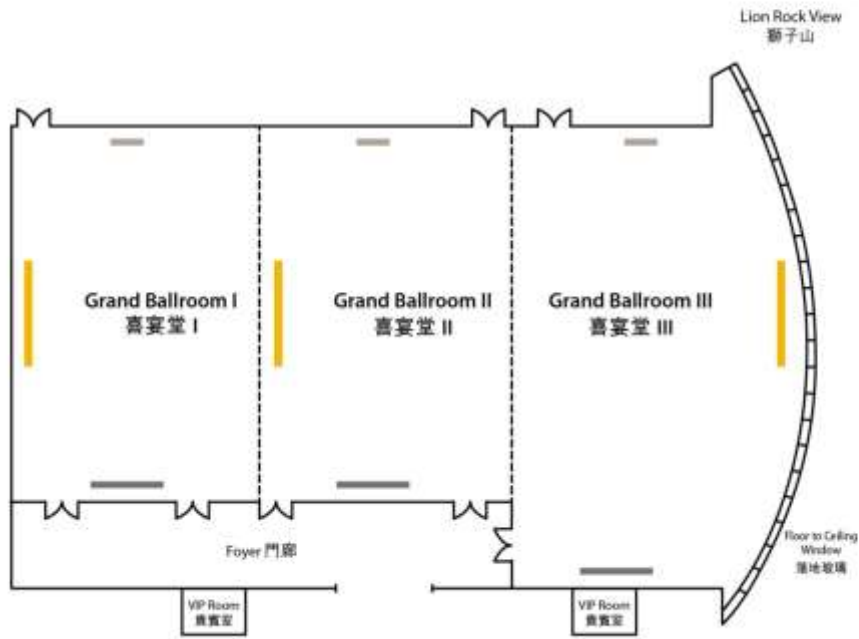 Lion Rock View
獅子山
Grand Ballroom I
喜宴堂 I
Grand Ballroom II
喜宴堂 II
Grand Ballroom III
喜宴堂 III
Foyer 門廊
Floor to Ceiling
Window
落地玻璃
VIP Room
貴賓室
VIP Room
貴賓室